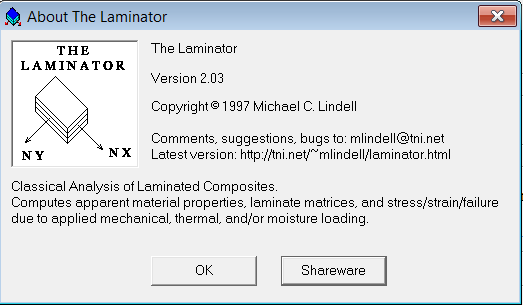 About The Laminator
THE
LAMINATOR
NY
NX
The Laminator
Version 2.03
Copyright © 1997 Michael C. Lindell
Comments, suggestions, bugs to: mlindell@tni.net
Latest version: http://tni.net/~mlindell/laminator.html
Classical Analysis of Laminated Composites.
Computes apparent material properties, laminate matrices, and stress/strain/failure
due to applied mechanical, thermal, and/or moisture loading.
OK
Shareware